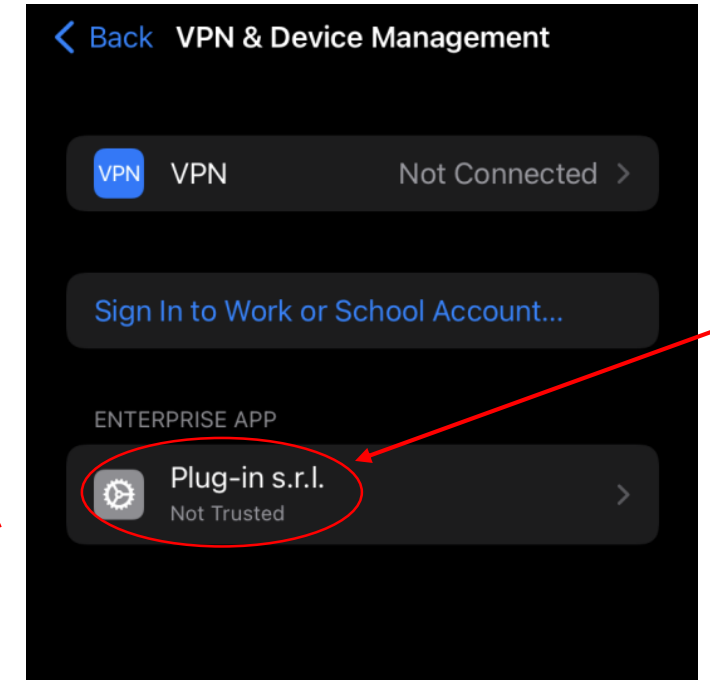 Back VPN & Device Management
VPN VPN Not Connected
Sign In to Work or School Account...
ENTERPRISE APP
Plug-in s.r.l.
Not Trusted